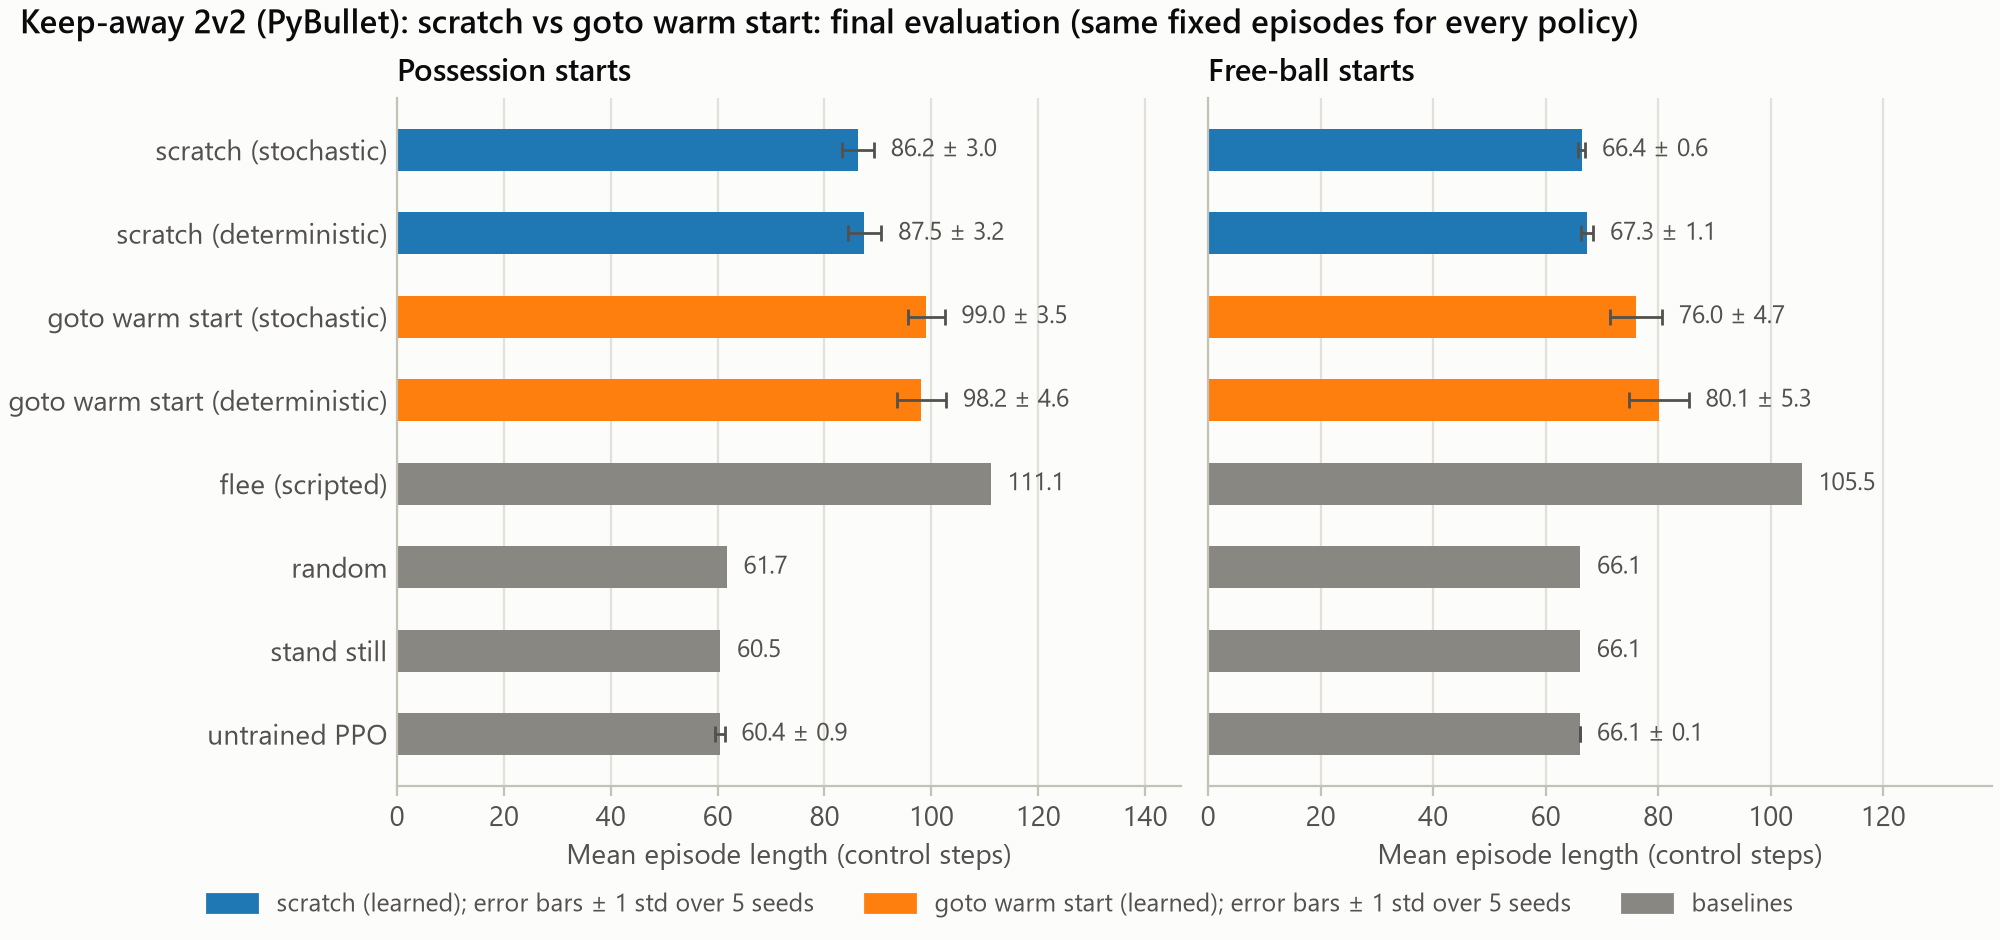 Keep-away 2v2 (PyBullet): scratch vs goto warm start: final evaluation (same fixed episodes for every policy)
Possession starts
scratch (stochastic)
86.2 ± 3.0
scratch (deterministic)
87.5 ± 3.2
goto warm start (stochastic)
99.0 ± 3.5
goto warm start (deterministic)
98.2 ± 4.6
flee (scripted)
111.1
random
61.7
stand still
60.5
untrained PPO
60.4 ± 0.9
0 20 40 60 80 100 120 140
Mean episode length (control steps)
Free-ball starts
66.4 ± 0.6
67.3 ± 1.1
76.0 ± 4.7
80.1 ± 5.3
105.5
66.1
66.1
66.1 ± 0.1
0 20 40 60 80 100 120
Mean episode length (control steps)
scratch (learned); error bars ± 1 std over 5 seeds
goto warm start (learned); error bars ± 1 std over 5 seeds
baselines